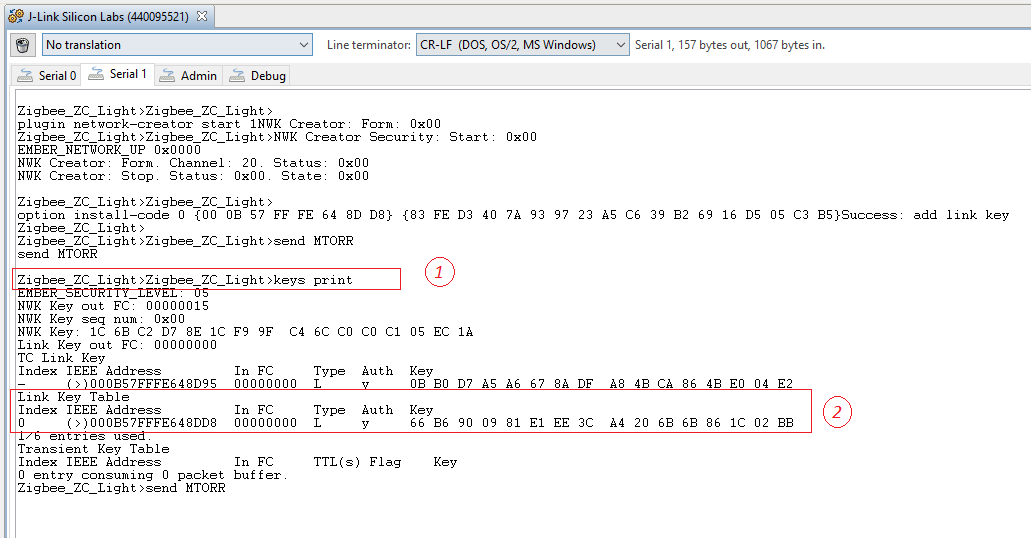 J-Link Silicon Labs (440095521)
No translation
Line terminator: CR-LF (DOS, OS/2, MS Windows) Serial 1, 157 bytes out, 1067 bytes in.
Serial 0 Serial 1 Admin Debug
Zigbee_ZC_Light>Zigbee_ZC_Light>
plugin network-creator start 1NWK Creator: Form: 0x00
Zigbee_ZC_Light>Zigbee_ZC_Light>NWK Creator Security: Start: 0x00
EMBER_NETWORK_UP 0x0000
NWK Creator: Form. Channel: 20. Status: 0x00
NWK Creator: Stop. Status: 0x00. State: 0x00
Zigbee_ZC_Light>Zigbee_ZC_Light>
option install-code 0 {00 0B 57 FF FE 64 8D D8} {83 FE D3 40 7A 93 97 23 A5 C6 39 B2 69 16 D5 05 C3 B5}Success: add link key
Zigbee_ZC_Light>
Zigbee_ZC_Light>Zigbee_ZC_Light>send MTORR
send MTORR
Zigbee_ZC_Light>Zigbee_ZC_Light>keys print
1
EMBER_SECURITY_LEVEL: 05
NWK Key out FC: 00000015
NWK Key seq num: 0x00
NWK Key: 1C 6B C2 D7 8E 1C F9 9F  C4 6C C0 C0 C1 05 EC 1A
Link Key out FC: 00000000
TC Link Key
Index IEEE Address         In FC     Type  Auth  Key
-     (>)000B57FFFE648D95  00000000  L     y     0B B0 D7 A5 A6 67 8A DF  A8 4B CA 86 4B E0 04 E2
Link Key Table
Index IEEE Address         In FC     Type  Auth  Key
0     (>)000B57FFFE648DD8  00000000  L     y     66 B6 90 09 81 E1 EE 3C  A4 20 6B 6B 86 1C 02 BB
2
1/6 entries used.
Transient Key Table
Index IEEE Address         In FC     TTL(s) Flag    Key
0 entry consuming 0 packet buffer.
Zigbee_ZC_Light>send MTORR